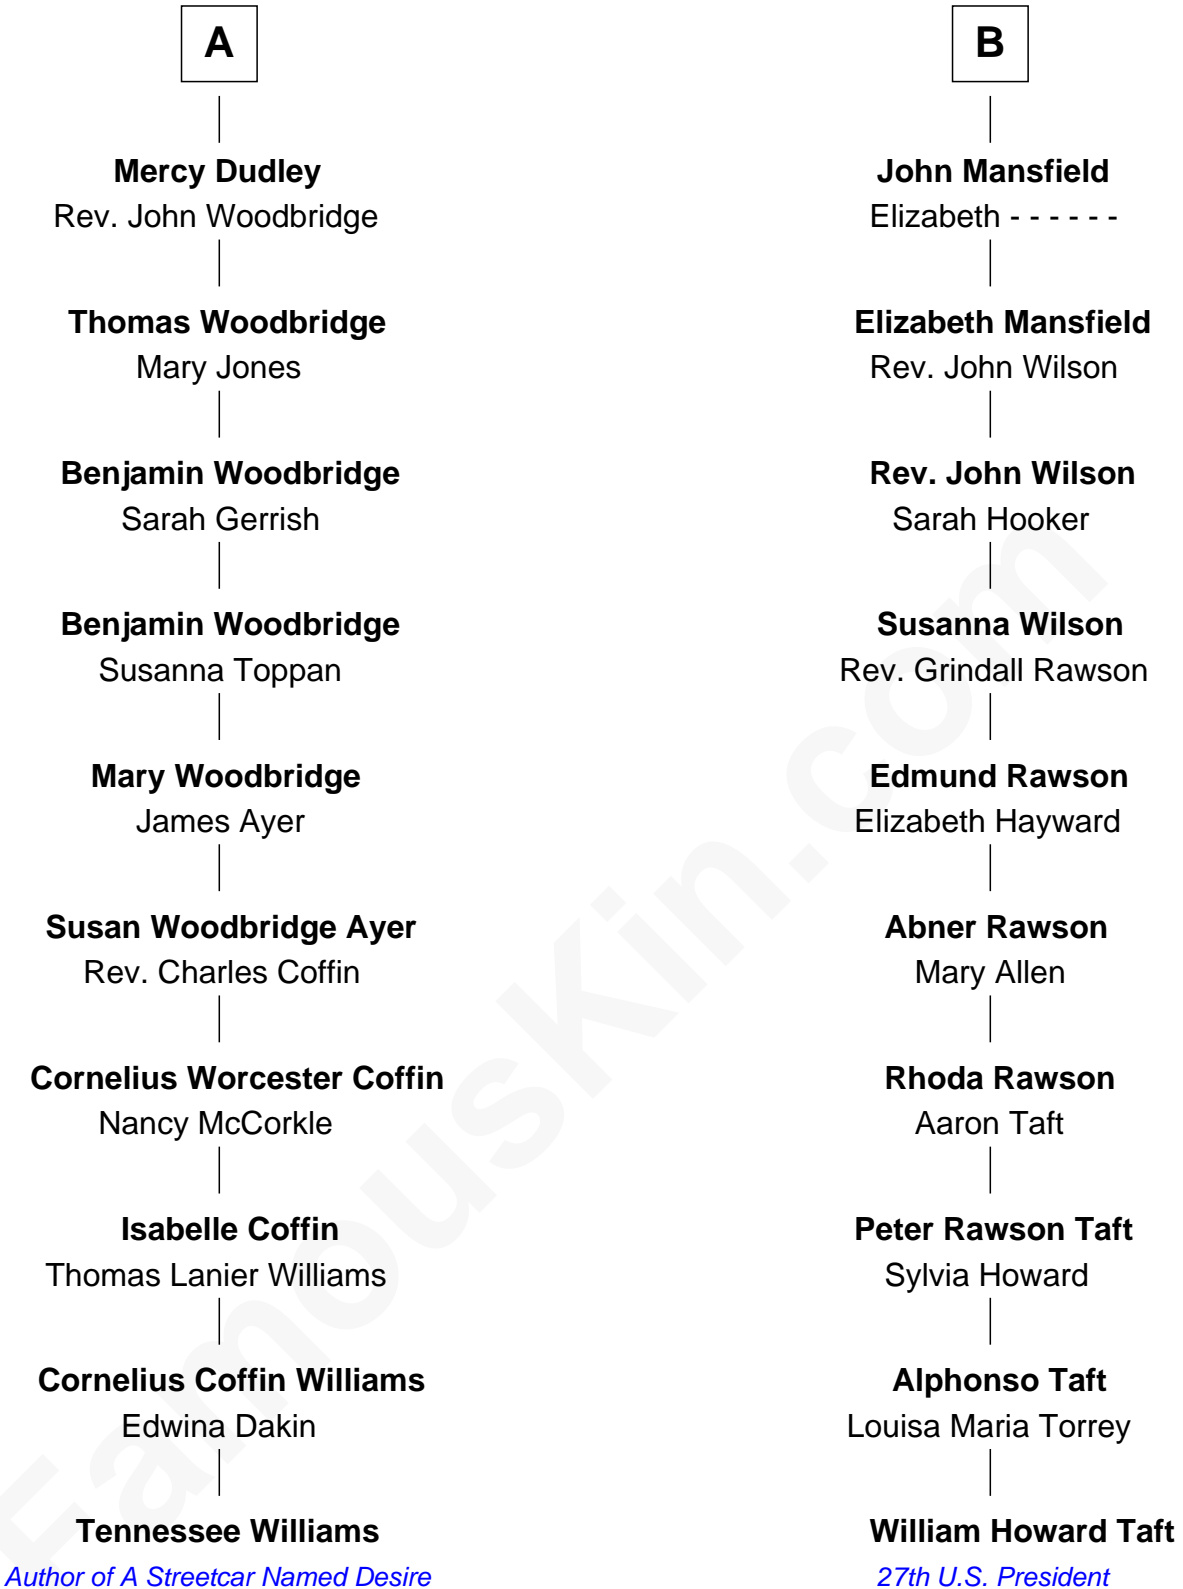 A
Mercy Dudley
Rev. John Woodbridge
Thomas Woodbridge
Mary Jones
Benjamin Woodbridge
Sarah Gerrish
Benjamin Woodbridge
Susanna Toppan
Mary Woodbridge
James Ayer
Susan Woodbridge Ayer
Rev. Charles Coffin
Cornelius Worcester Coffin
Nancy McCorkle
Isabelle Coffin
Thomas Lanier Williams
Cornelius Coffin Williams
Edwina Dakin
Tennessee Williams
Author of A Streetcar Named Desire
B
John Mansfield
Elizabeth - - - - - -
Elizabeth Mansfield
Rev. John Wilson
Rev. John Wilson
Sarah Hooker
Susanna Wilson
Rev. Grindall Rawson
Edmund Rawson
Elizabeth Hayward
Abner Rawson
Mary Allen
Rhoda Rawson
Aaron Taft
Peter Rawson Taft
Sylvia Howard
Alphonso Taft
Louisa Maria Torrey
William Howard Taft
27th U.S. President
FamousKin.com